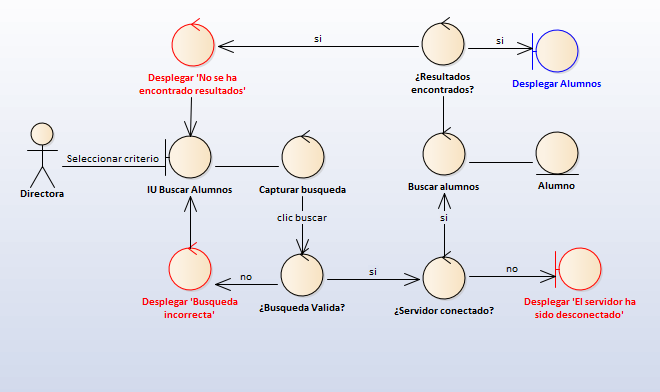 si
si
Desplegar 'No se ha
encontrado resultados'
¿Resultados
encontrados?
Desplegar Alumnos
Seleccionar criterio
Directora
IU Buscar Alumnos
Capturar busqueda
Buscar alumnos
Alumno
clic buscar
si
no
si
no
Desplegar 'Busqueda
incorrecta'
¿Busqueda Valida?
¿Servidor conectado?
Desplegar 'El servidor ha
sido desconectado'